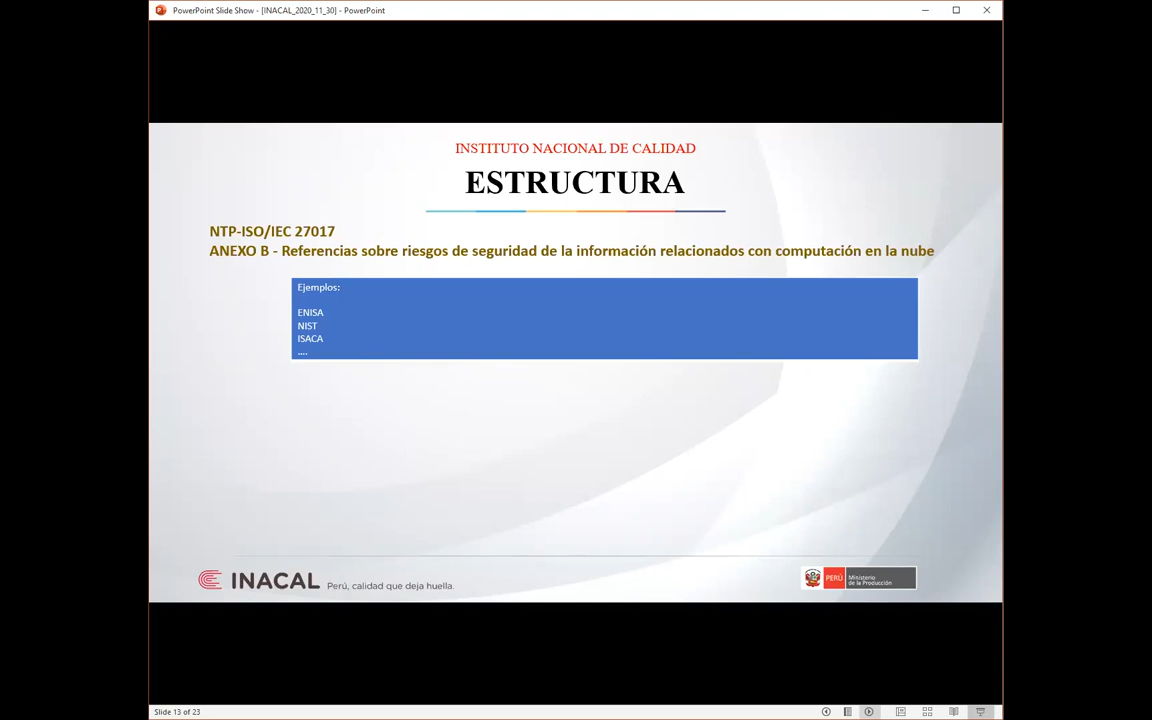 PowerPoint Slide Show - [INACAL_2020_11_30] - PowerPoint
INSTITUTO NACIONAL DE CALIDAD
ESTRUCTURA
NTP-ISO/IEC 27017
ANEXO B - Referencias sobre riesgos de seguridad de la información relacionados con computación en la nube
Ejemplos:
ENISA
NIST
ISACA
....
INACAL Perú, calidad que deja huella.
PERÚ Ministerio
de la Producción
Slide 13 of 23